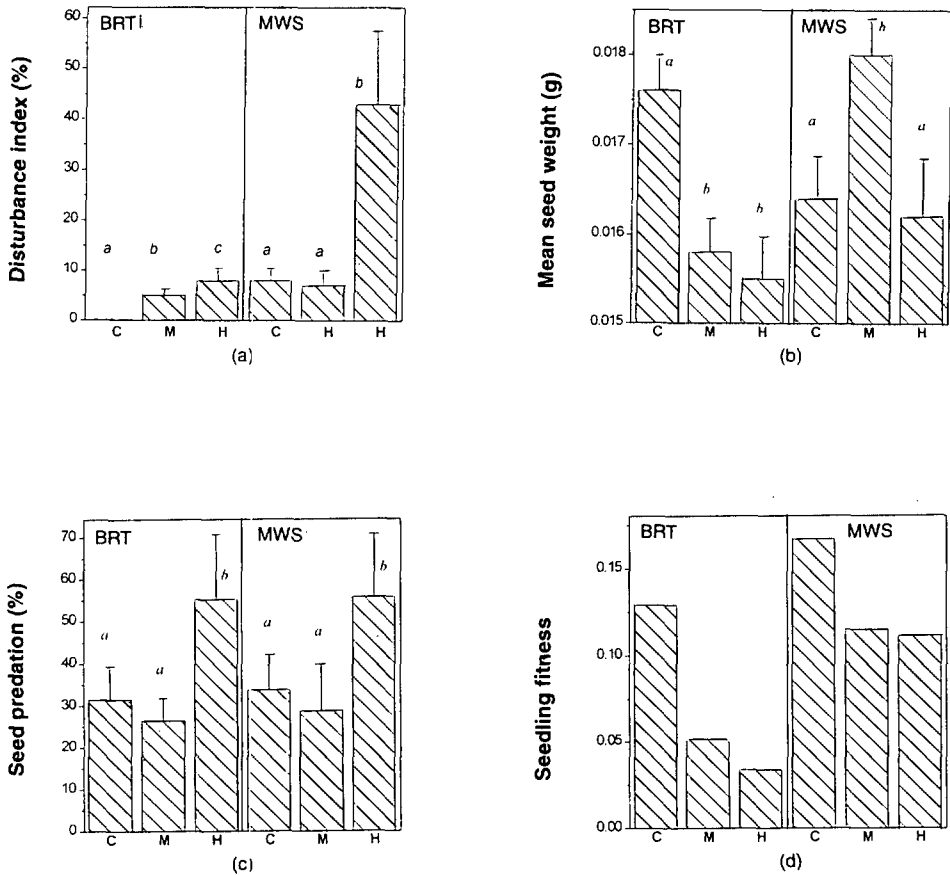 Disturbance index (%)
60
50
40
30
20
10
0
BRT
MWS
a
b
c
a
a
b
C
M
H
C
H
H
(a)
Mean seed weight (g)
0.018
0.017
0.016
0.015
BRT
MWS
a
b
b
a
b
a
C
M
H
C
M
H
(b)
Seed predation (%)
70
60
50
40
30
20
10
0
BRT
MWS
a
a
b
a
a
b
C
M
H
C
M
H
(c)
Seedling fitness
0.15
0.10
0.05
0.00
BRT
MWS
C
M
H
C
M
H
(d)